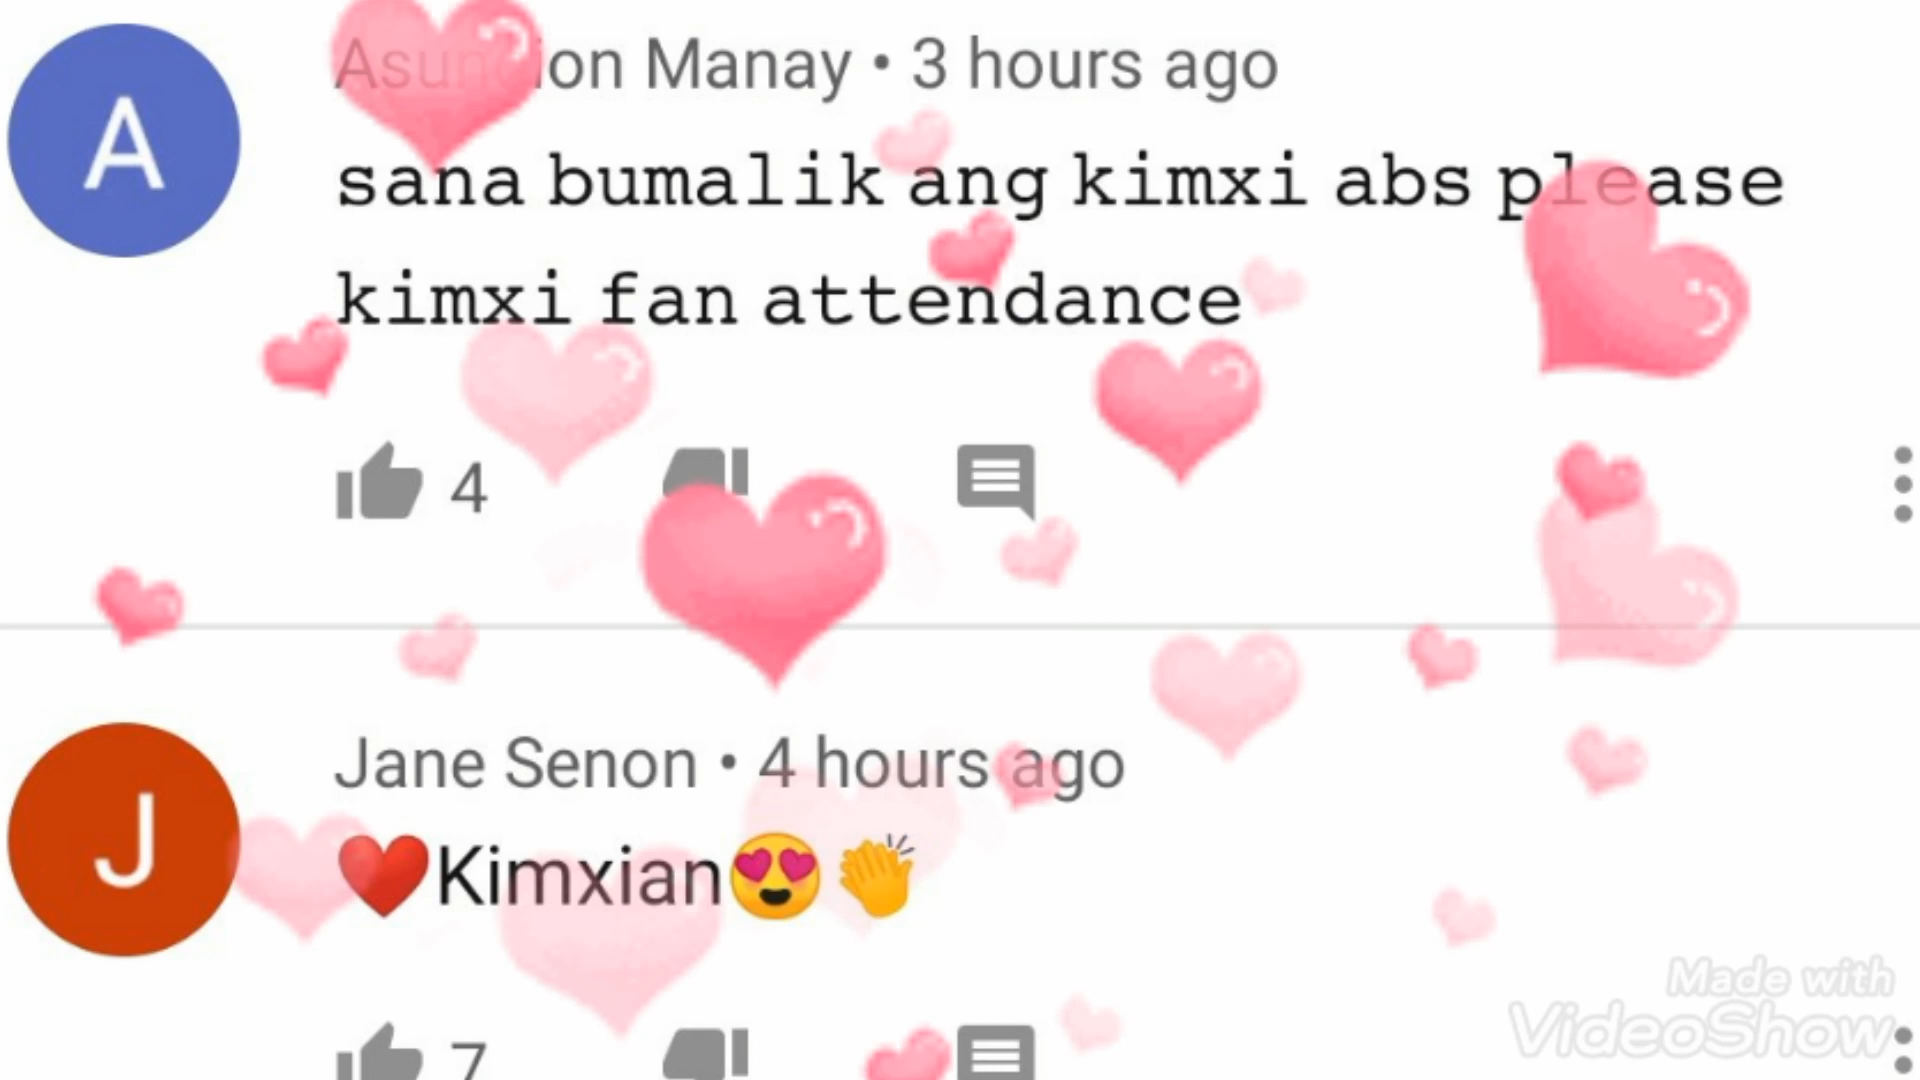 A
Asuncion Manay • 3 hours ago
sana bumalik ang kimxi abs please
kimxi fan attendance
4
J
Jane Senon • 4 hours ago
❤️Kimxian😍👏
7
Made with
VideoShow